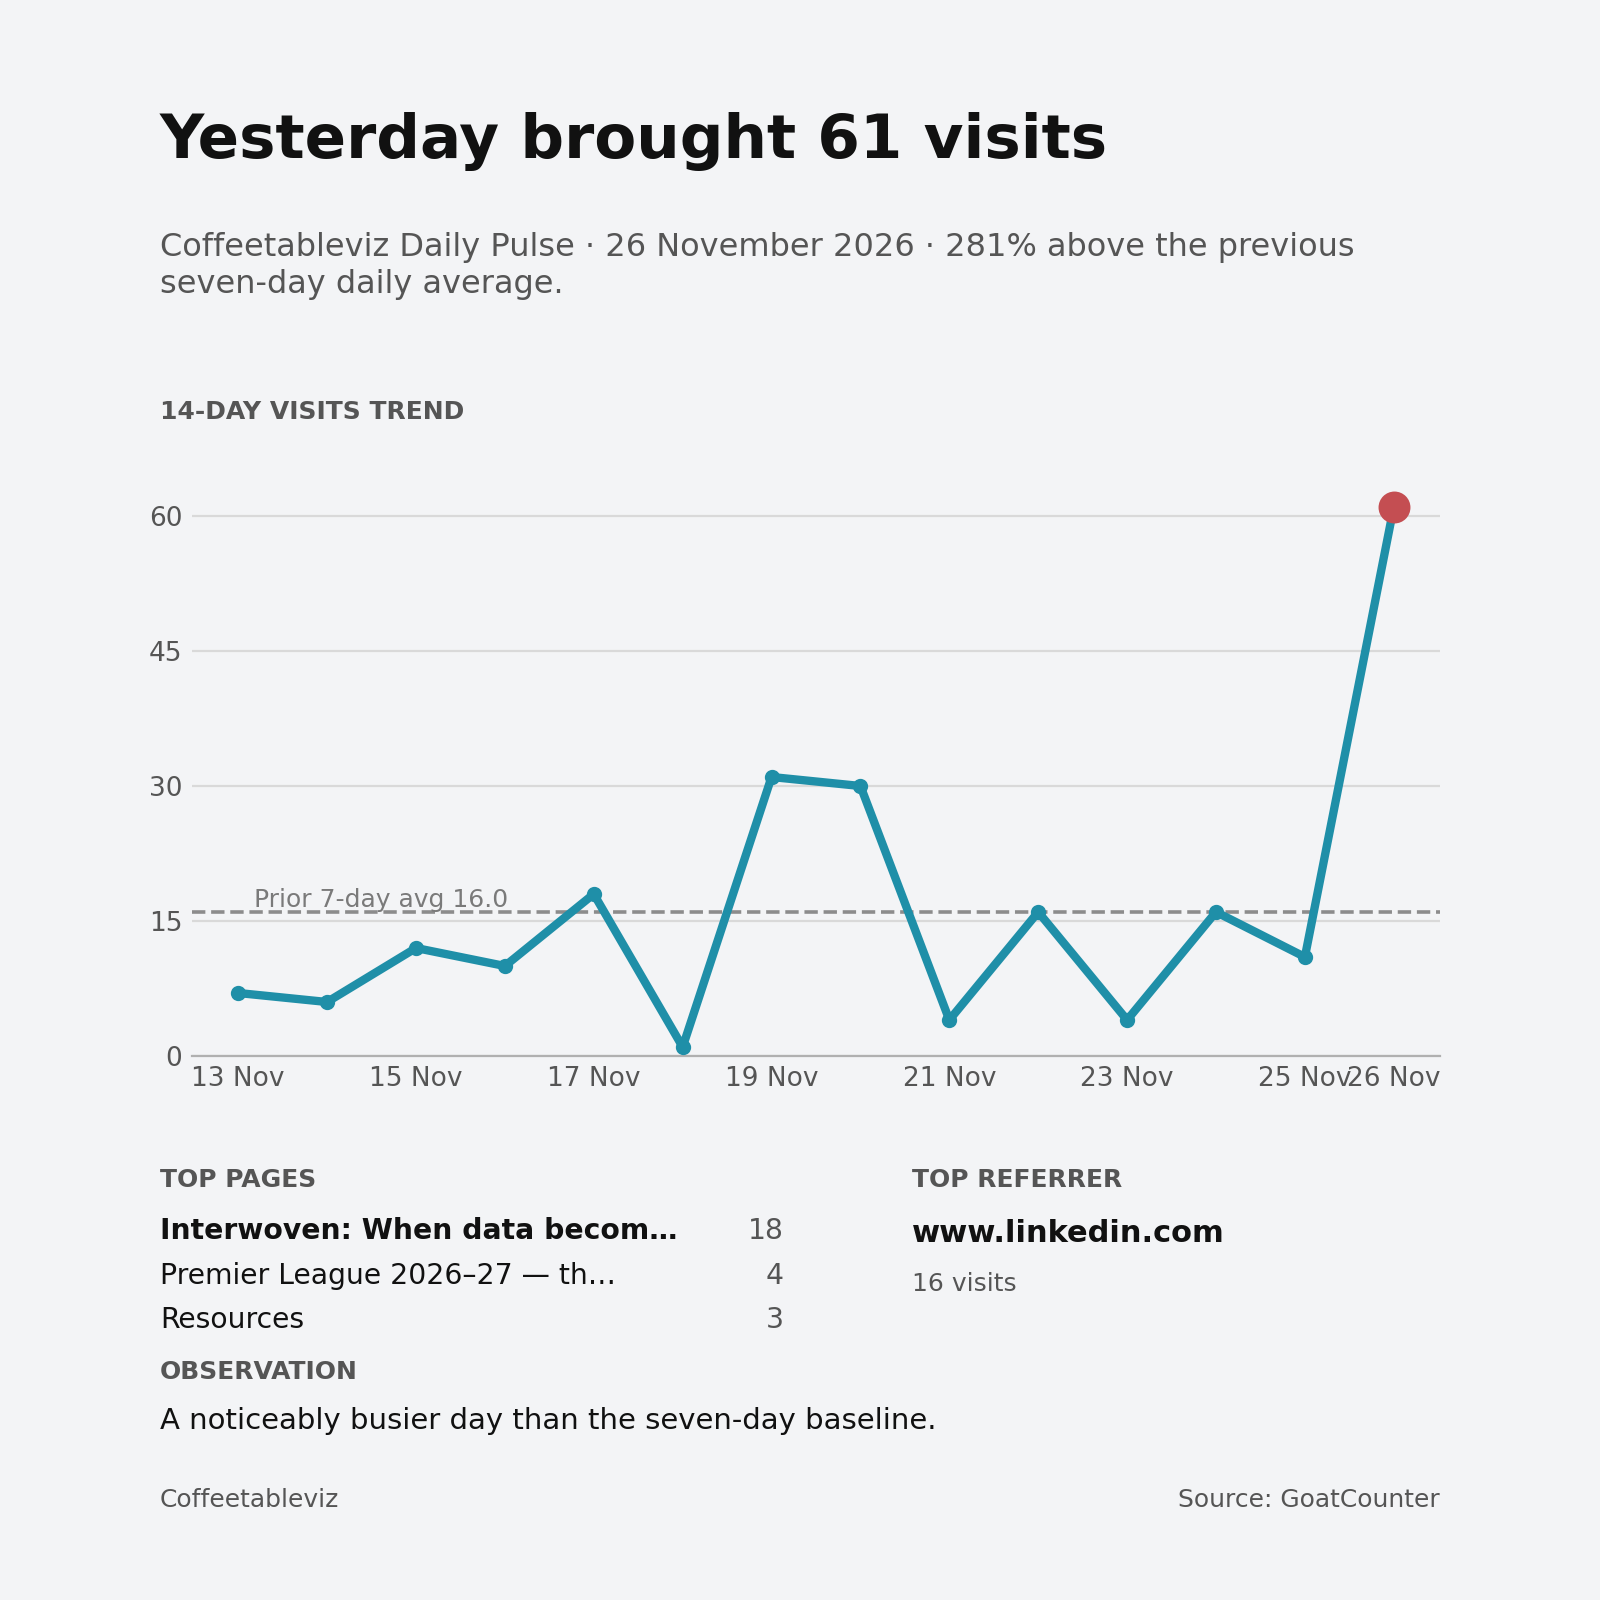 Yesterday brought 61 visits
Coffeetableviz Daily Pulse · 26 November 2026 · 281% above the previous
seven-day daily average.
14-DAY VISITS TREND
60
45
30
Prior 7-day avg 16.0
15
0
13 Nov 15 Nov 17 Nov 19 Nov 21 Nov 23 Nov 25 Nov 26 Nov
TOP PAGES
Interwoven: When data becom… 18
Premier League 2026–27 — th… 4
Resources 3
TOP REFERRER
www.linkedin.com
16 visits
OBSERVATION
A noticeably busier day than the seven-day baseline.
Coffeetableviz
Source: GoatCounter